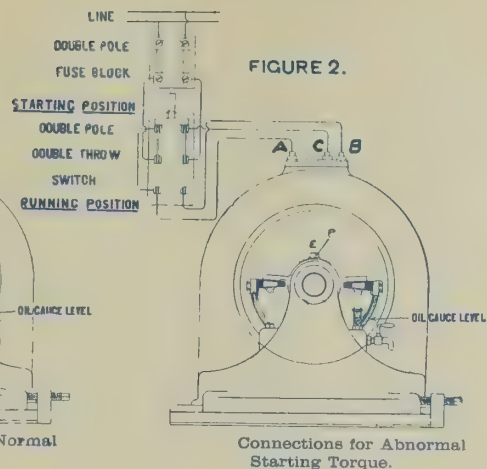 LINE
DOUBLE POLE
FUSE BLOCK
FIGURE 2.
STARTING POSITION
DOUBLE POLE
DOUBLE THROW
SWITCH
RUNNING POSITION
A C B
E P
OIL GAUGE LEVEL
OIL GAUGE LEVEL
Normal
Connections for Abnormal
Starting Torque.